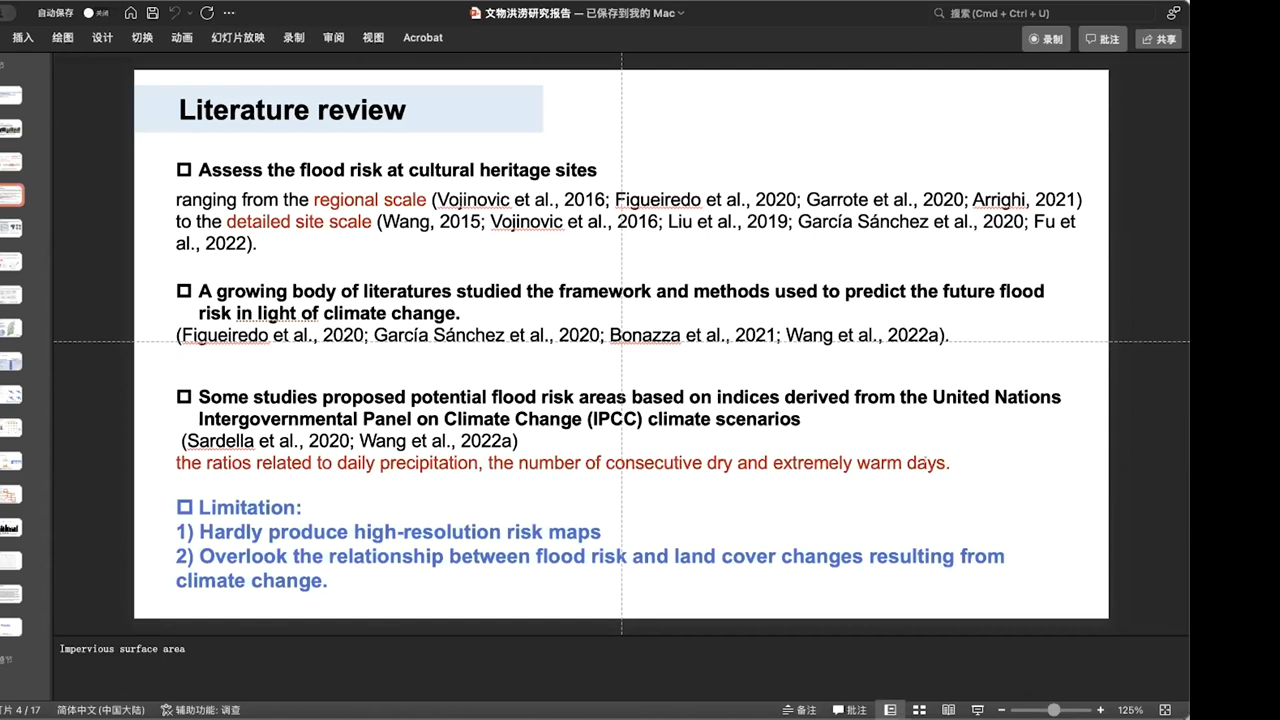 自动保存 关闭
文物洪涝研究报告 — 已保存到我的 Mac
搜索 (Cmd + Ctrl + U)
插入 绘图 设计 切换 动画 幻灯片放映 录制 审阅 视图 Acrobat
录制 批注 共享
Literature review
Assess the flood risk at cultural heritage sites
ranging from the regional scale (Vojinovic et al., 2016; Figueiredo et al., 2020; Garrote et al., 2020; Arrighi, 2021)
to the detailed site scale (Wang, 2015; Vojinovic et al., 2016; Liu et al., 2019; García Sánchez et al., 2020; Fu et
al., 2022).
A growing body of literatures studied the framework and methods used to predict the future flood
risk in light of climate change.
(Figueiredo et al., 2020; García Sánchez et al., 2020; Bonazza et al., 2021; Wang et al., 2022a).
Some studies proposed potential flood risk areas based on indices derived from the United Nations
Intergovernmental Panel on Climate Change (IPCC) climate scenarios
(Sardella et al., 2020; Wang et al., 2022a)
the ratios related to daily precipitation, the number of consecutive dry and extremely warm days.
Limitation:
1) Hardly produce high-resolution risk maps
2) Overlook the relationship between flood risk and land cover changes resulting from
climate change.
Impervious surface area
灯片 4 / 17 简体中文 (中国大陆) 辅助功能: 调查 备注 批注 125%